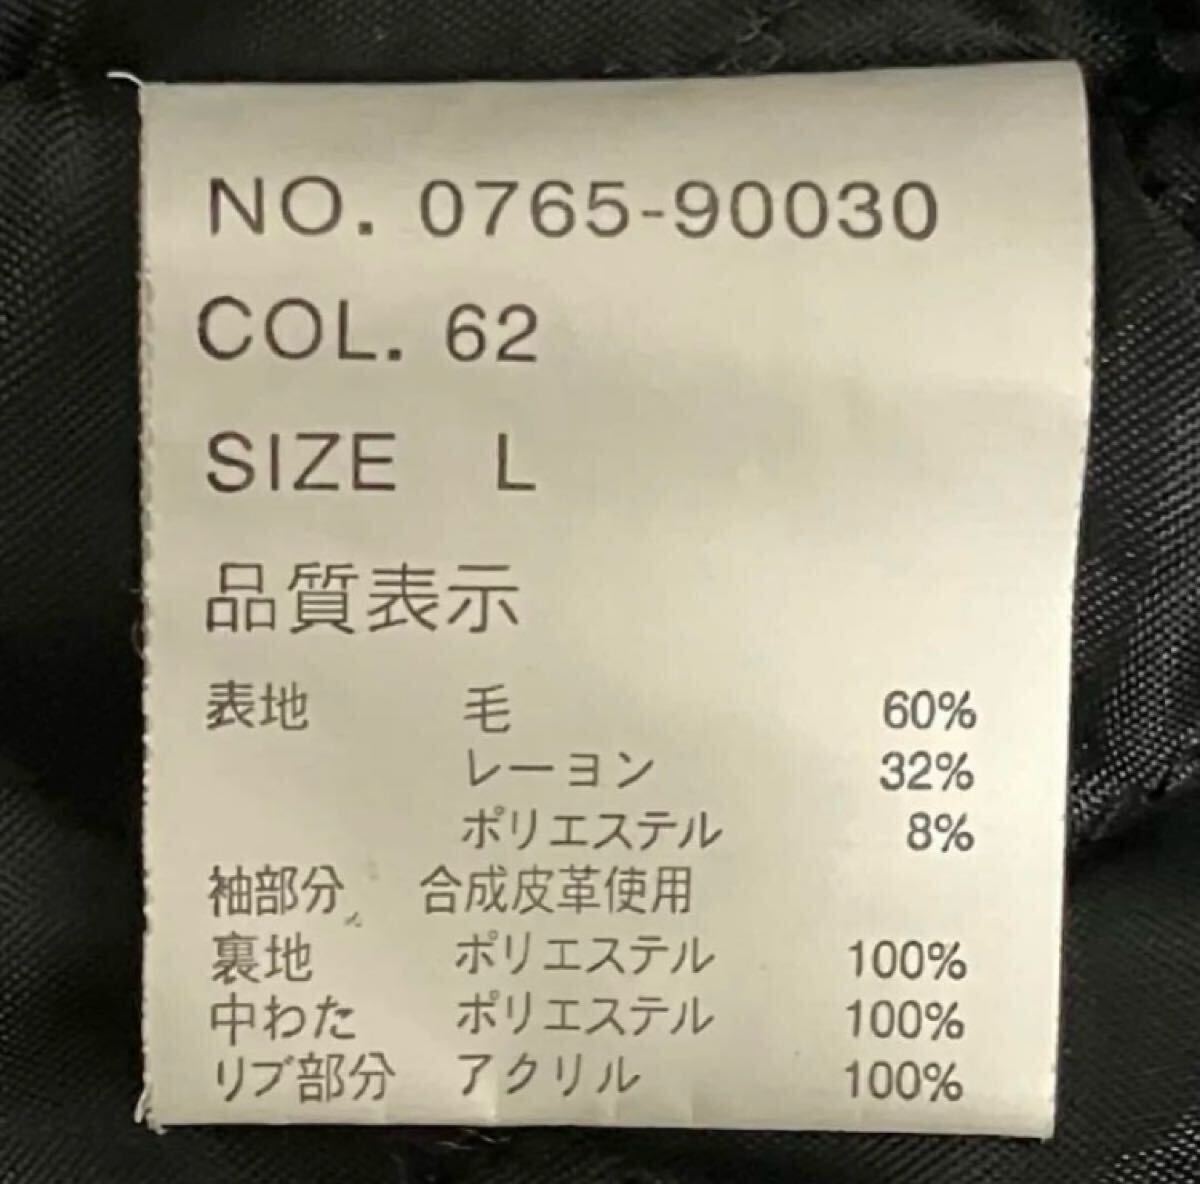 NO. 0765-90030
COL. 62
SIZE L
品質表示
表地 毛 60%
レーヨン 32%
ポリエステル 8%
袖部分 合成皮革使用
裏地 ポリエステル 100%
中わた ポリエステル 100%
リブ部分 アクリル 100%